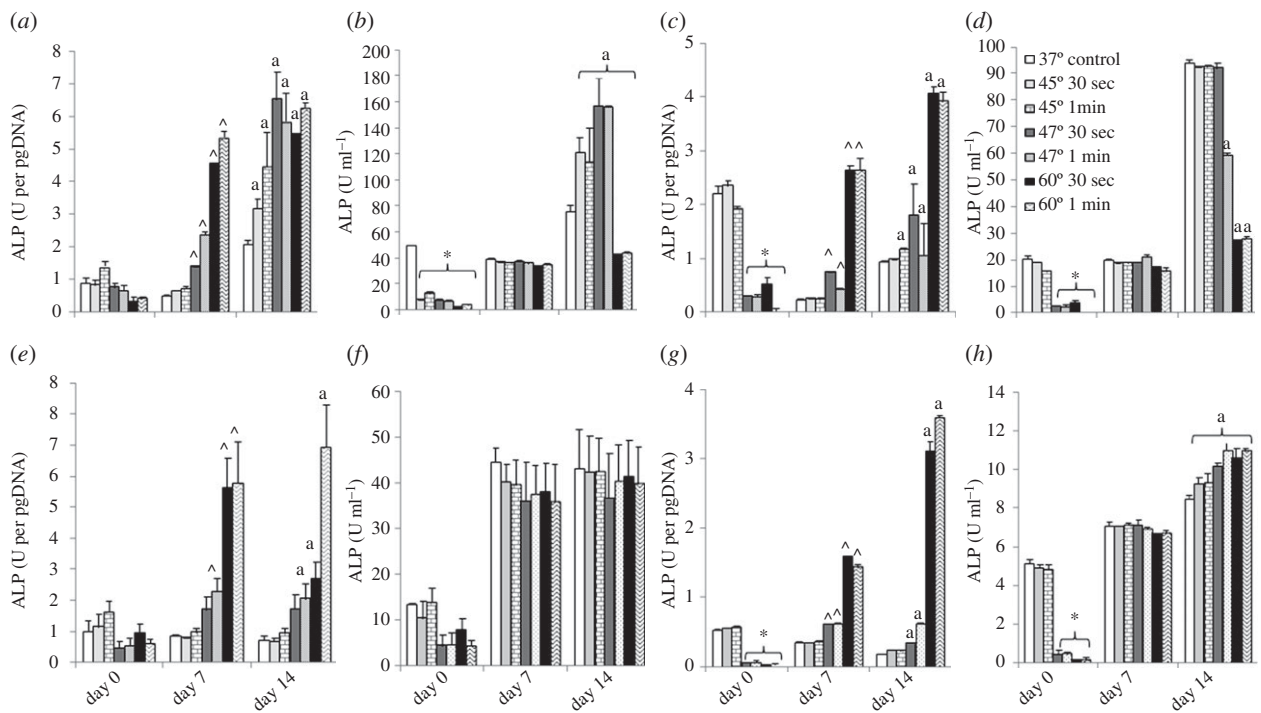 (a)
8
7
6
5
4
3
2
1
0
ALP (U per pgDNA)
^
^
^
^
a
a
a
a
a
a
(b)
200
180
160
140
120
100
80
60
40
20
0
ALP (U ml⁻¹)
*
a
(c)
5
4
3
2
1
0
ALP (U per pgDNA)
*
^
^
^^
a
a
a
a a
(d)
100
90
80
70
60
50
40
30
20
10
0
ALP (U ml⁻¹)
37º control
45º 30 sec
45º 1min
47º 30 sec
47º 1 min
60º 30 sec
60º 1 min
*
a
aa
(e)
8
7
6
5
4
3
2
1
0
ALP (U per pgDNA)
^
^
^
^
a
a
a
day 0
day 7
day 14
(f)
60
50
40
30
20
10
0
ALP (U ml⁻¹)
day 0
day 7
day 14
(g)
4
3
2
1
0
ALP (U per pgDNA)
*
^^
^^
a
a
a
a
day 0
day 7
day 14
(h)
14
12
10
8
6
4
2
0
ALP (U ml⁻¹)
*
a
day 0
day 7
day 14